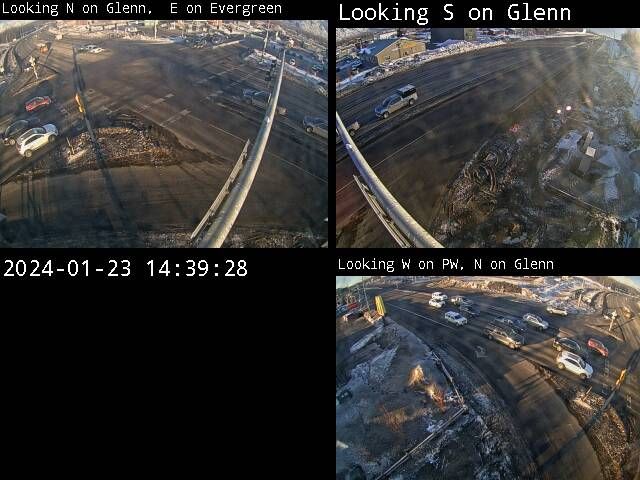 Looking N on Glenn,  E on Evergreen
Looking S on Glenn
2024-01-23 14:39:28
Looking W on PW, N on Glenn